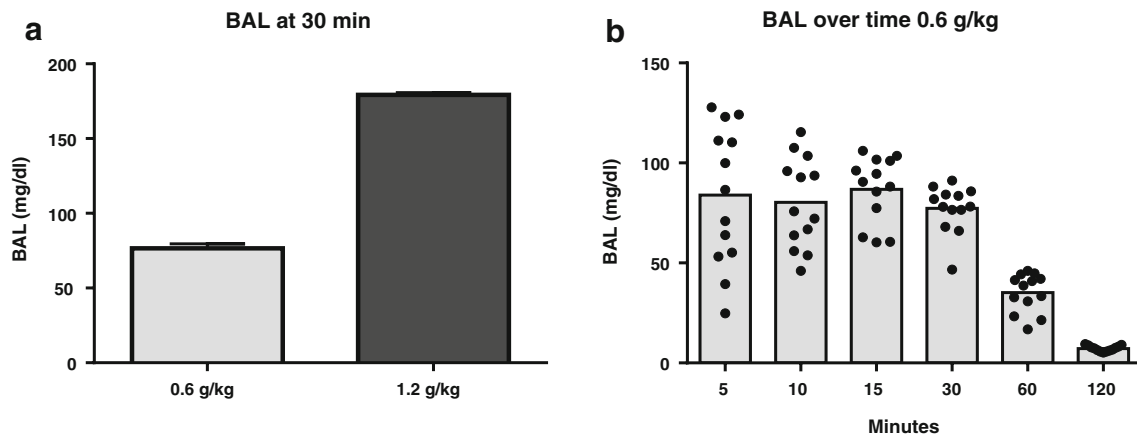 a
BAL at 30 min
BAL (mg/dl)
200
150
100
50
0
0.6 g/kg
1.2 g/kg
b
BAL over time 0.6 g/kg
BAL (mg/dl)
150
100
50
0
5
10
15
30
60
120
Minutes